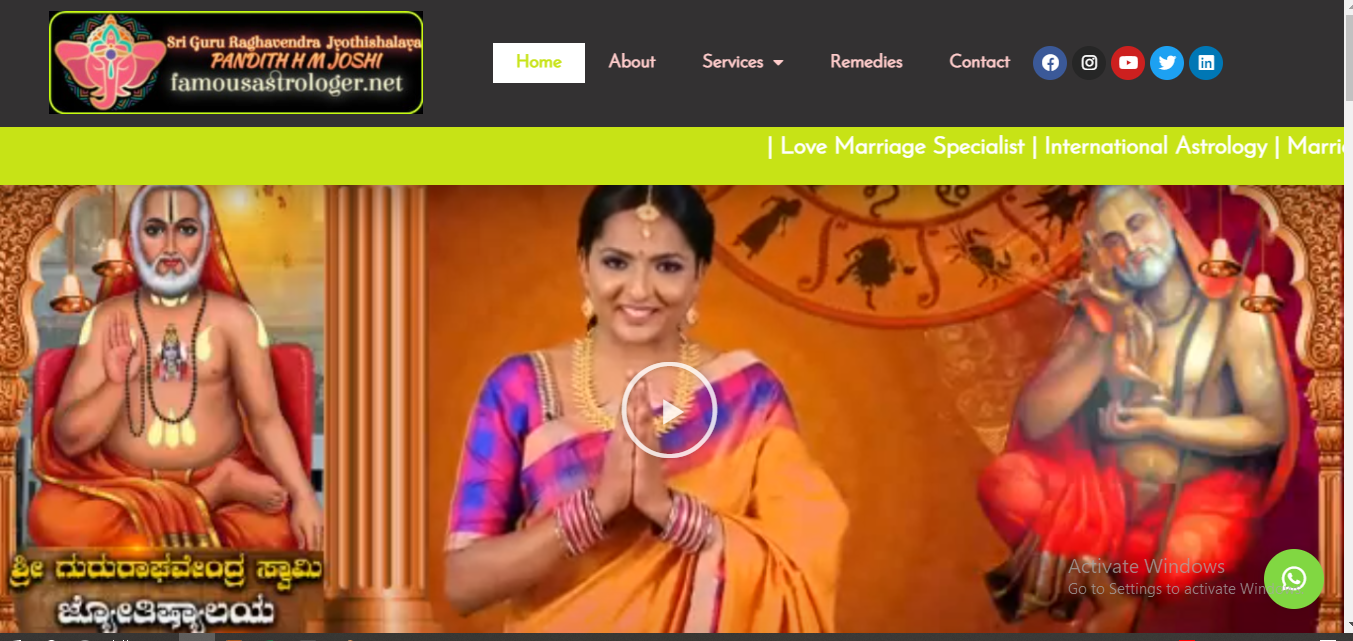 Sri Guru Raghavendra Jyothishalaya
PANDITH H M JOSHI
famousastrologer.net
Home About Services Remedies Contact
| Love Marriage Specialist | International Astrology | Marri
ಶ್ರೀ ಗುರುರಾಘವೇಂದ್ರ ಸ್ವಾಮಿ
ಜ್ಯೋತಿಷ್ಯಾಲಯ
Activate Windows
Go to Settings to activate